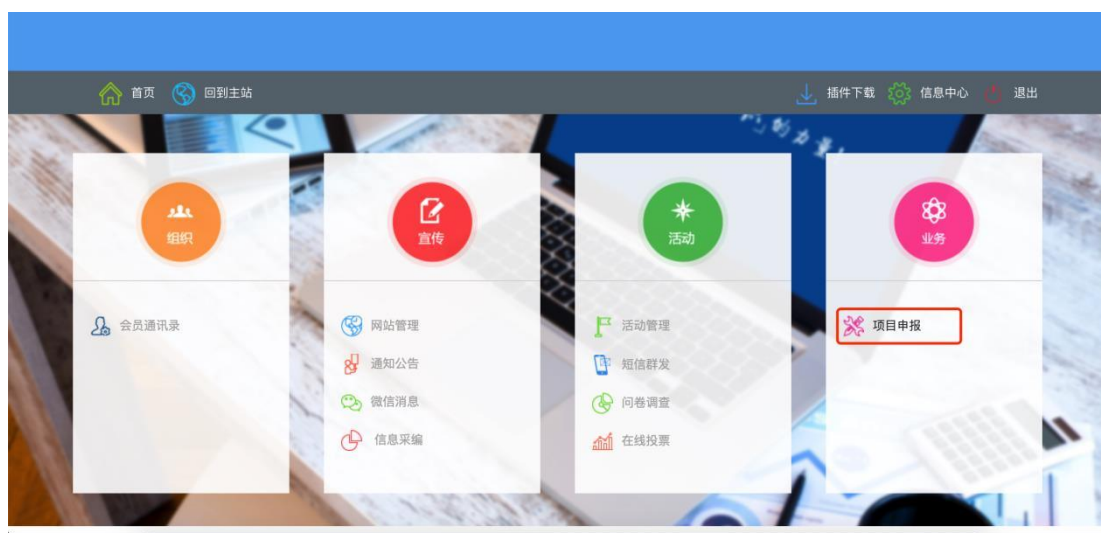 首页 回到主站 插件下载 信息中心 退出
的力量!
组织 宣传 活动 业务
会员通讯录 网站管理 活动管理 项目申报
通知公告 短信群发
微信消息 问卷调查
信息采编 在线投票